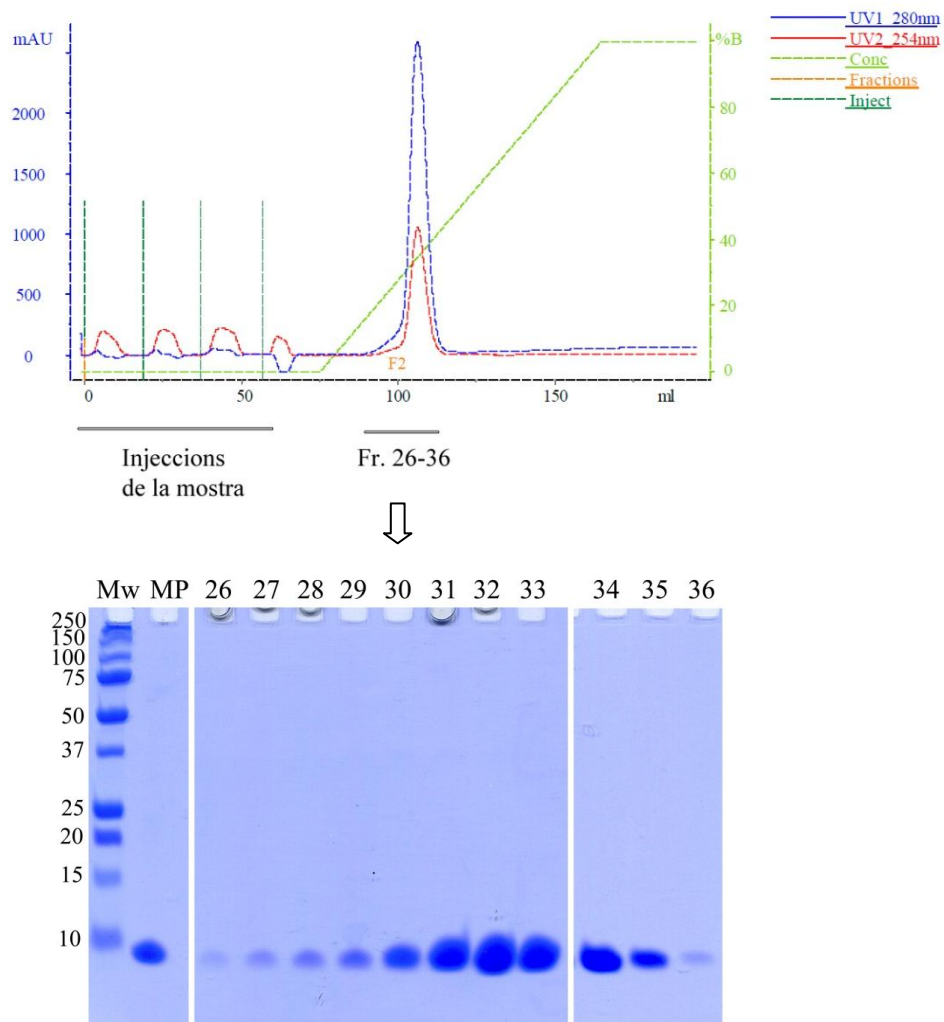 mAU
%B
UV1_280nm
UV2_254nm
Conc
Fractions
Inject
2000
1500
1000
500
0
80
60
40
20
0
F2
0 50 100 150 ml
Injeccions
de la mostra
Fr. 26-36
Mw MP 26 27 28 29 30 31 32 33 34 35 36
250
150
100
75
50
37
25
20
15
10